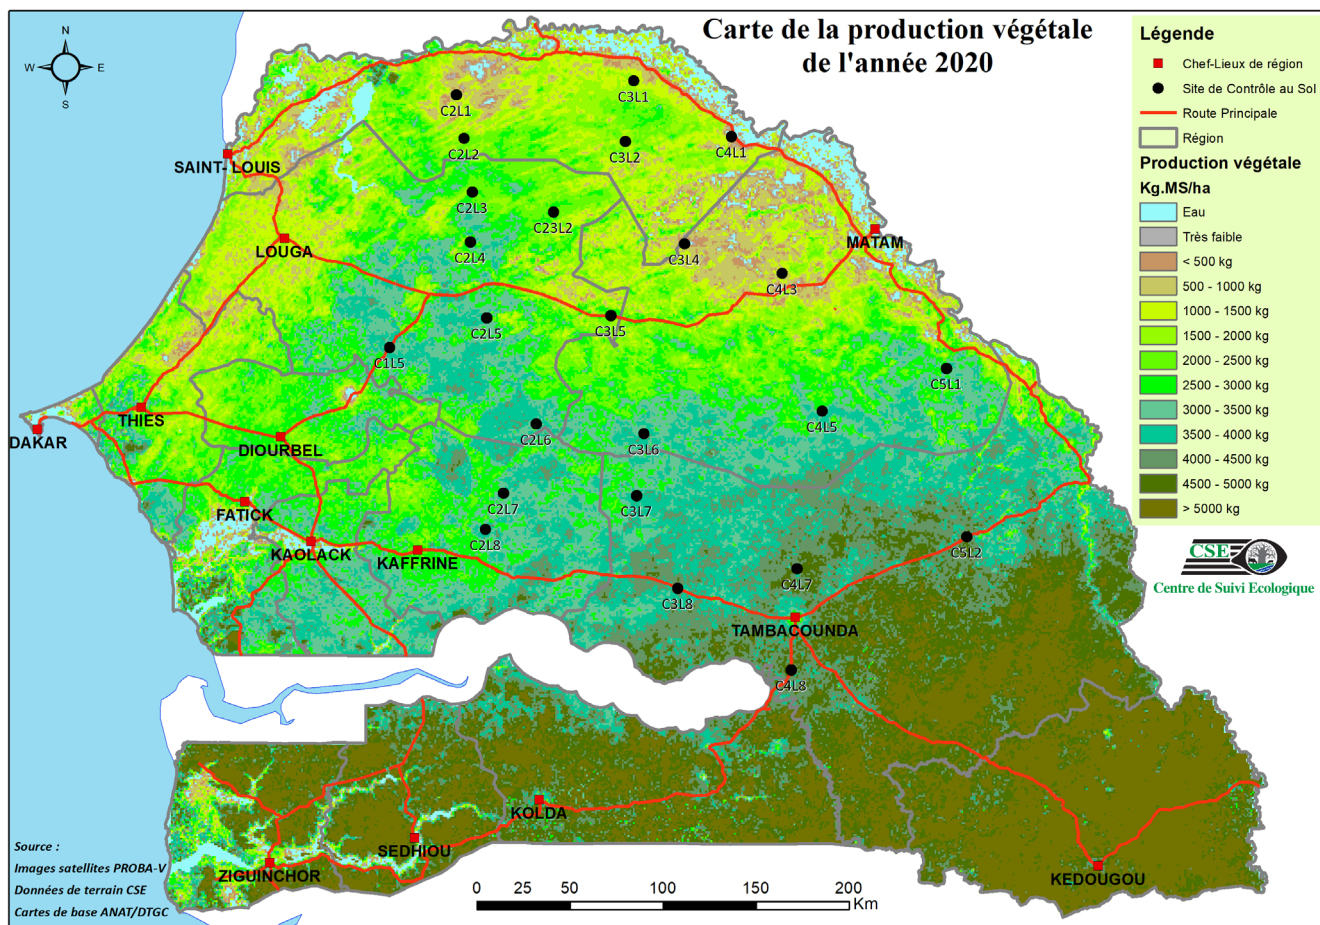 Carte de la production végétale
de l'année 2020
N
W
E
S
Légende
Chef-Lieux de région
Site de Contrôle au Sol
Route Principale
Région
Production végétale
Kg.MS/ha
Eau
Très faible
< 500 kg
500 - 1000 kg
1000 - 1500 kg
1500 - 2000 kg
2000 - 2500 kg
2500 - 3000 kg
3000 - 3500 kg
3500 - 4000 kg
4000 - 4500 kg
4500 - 5000 kg
> 5000 kg
CSE
Centre de Suivi Ecologique
C2L1
C3L1
C2L2
C3L2
C4L1
SAINT- LOUIS
C2L3
C23L2
MATAM
LOUGA
C2L4
C3L4
C4L3
C2L5
C3L5
C1L5
C5L1
THIES
C4L5
DAKAR
DIOURBEL
C2L6
C3L6
C2L7
C3L7
FATICK
C2L8
C5L2
KAOLACK
KAFFRINE
C4L7
C3L8
TAMBACOUNDA
C4L8
KOLDA
SEDHIOU
ZIGUINCHOR
KEDOUGOU
Source :
Images satellites PROBA-V
Données de terrain CSE
Cartes de base ANAT/DTGC
0 25 50 100 150 200
Km